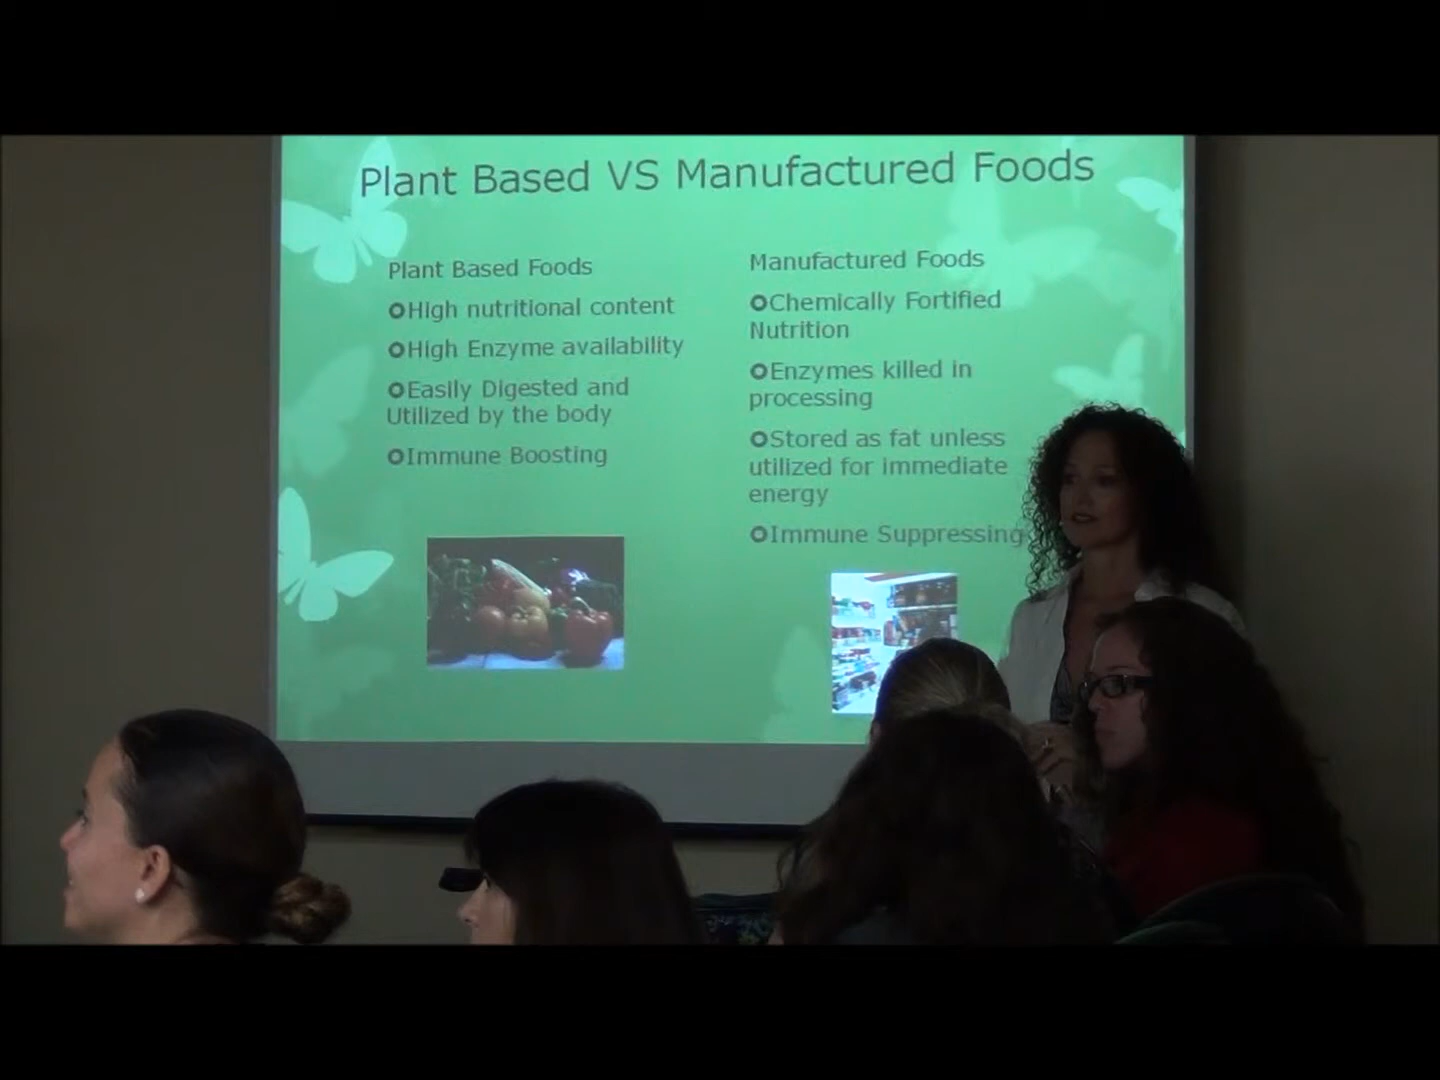 Plant Based VS Manufactured Foods
Plant Based Foods
High nutritional content
High Enzyme availability
Easily Digested and
Utilized by the body
Immune Boosting
Manufactured Foods
Chemically Fortified
Nutrition
Enzymes killed in
processing
Stored as fat unless
utilized for immediate
energy
Immune Suppressing